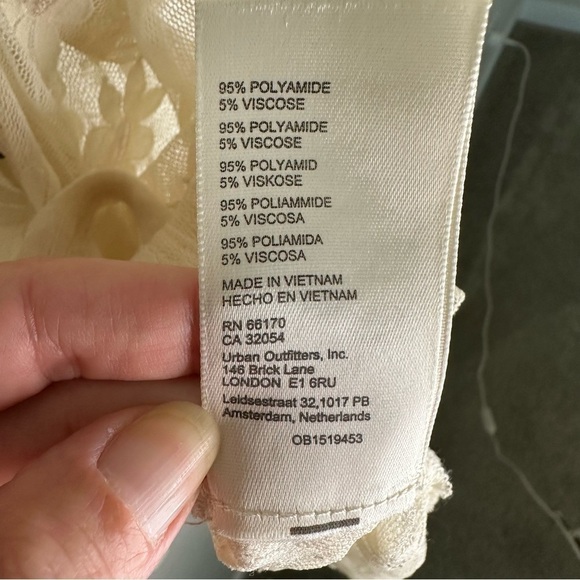 95% POLYAMIDE
5% VISCOSE
95% POLYAMIDE
5% VISCOSE
95% POLYAMID
5% VISKOSE
95% POLIAMMIDE
5% VISCOSA
95% POLIAMIDA
5% VISCOSA
MADE IN VIETNAM
HECHO EN VIETNAM
RN 66170
CA 32054
Urban Outfitters, Inc.
146 Brick Lane
LONDON E1 6RU
Leidsestraat 32,1017 PB
Amsterdam, Netherlands
OB1519453